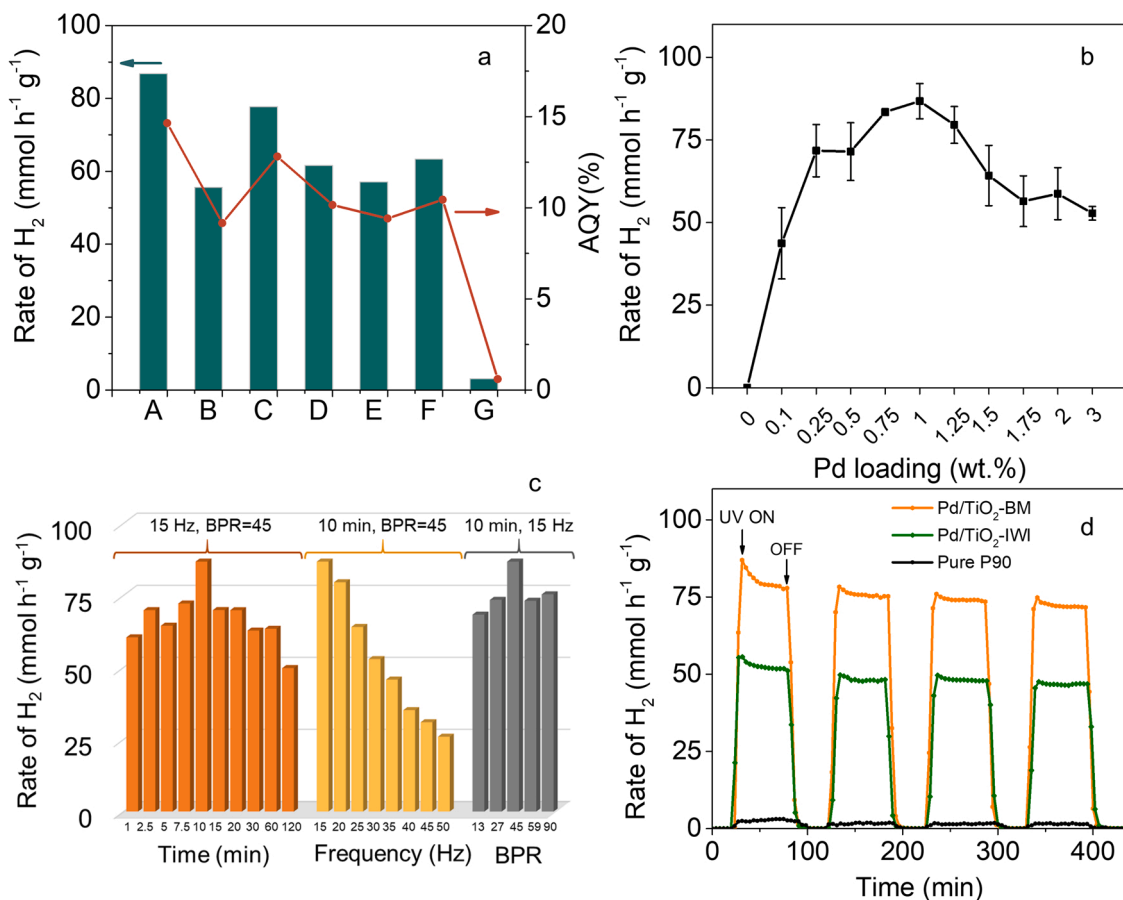 a
Rate of H2 (mmol h-1 g-1)
100
80
60
40
20
0
A B C D E F G
20
15
10
5
0
AQY(%)
b
Rate of H2 (mmol h-1 g-1)
100
75
50
25
0
0 0.1 0.25 0.5 0.75 1 1.25 1.5 1.75 2 3
Pd loading (wt.%)
c
Rate of H2 (mmol h-1 g-1)
100
75
50
25
0
15 Hz, BPR=45 10 min, BPR=45 10 min, 15 Hz
1 2.5 5 7.5 10 15 20 30 60 120 15 20 25 30 35 40 45 50 13 27 45 59 90
Time (min) Frequency (Hz) BPR
d
Rate of H2 (mmol h-1 g-1)
100
75
50
25
0
UV ON
OFF
Pd/TiO2-BM
Pd/TiO2-IWI
Pure P90
0 100 200 300 400
Time (min)